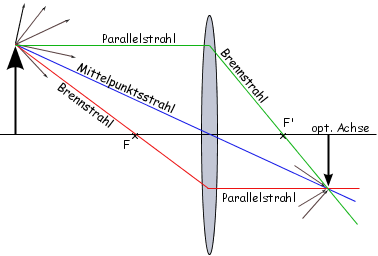 Parallelstrahl
Brennstrahl
Mittelpunktsstrahl
Brennstrahl
F'
opt. Achse
F
Parallelstrahl